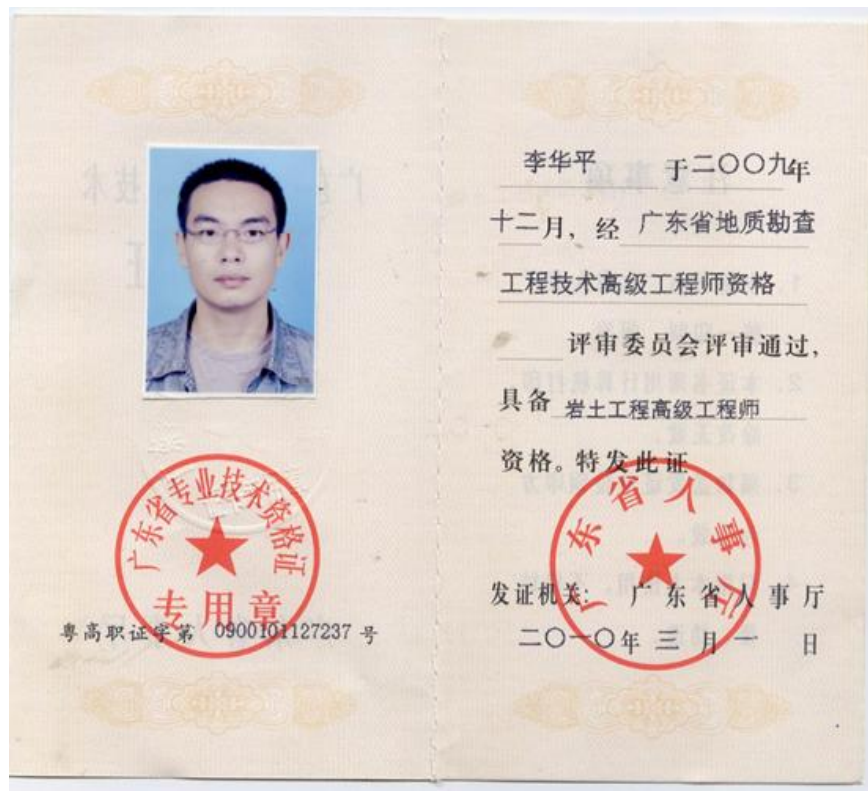 广东省专业技术资格证
专用章
粤高职证字第 0900101127237 号
李华平 于二〇〇九年
十二月，经 广东省地质勘查
工程技术高级工程师资格
评审委员会评审通过，
具备 岩土工程高级工程师
资格。特发此证
广东省人事厅
发证机关: 广东省人事厅
二〇一〇年 三 月 一 日